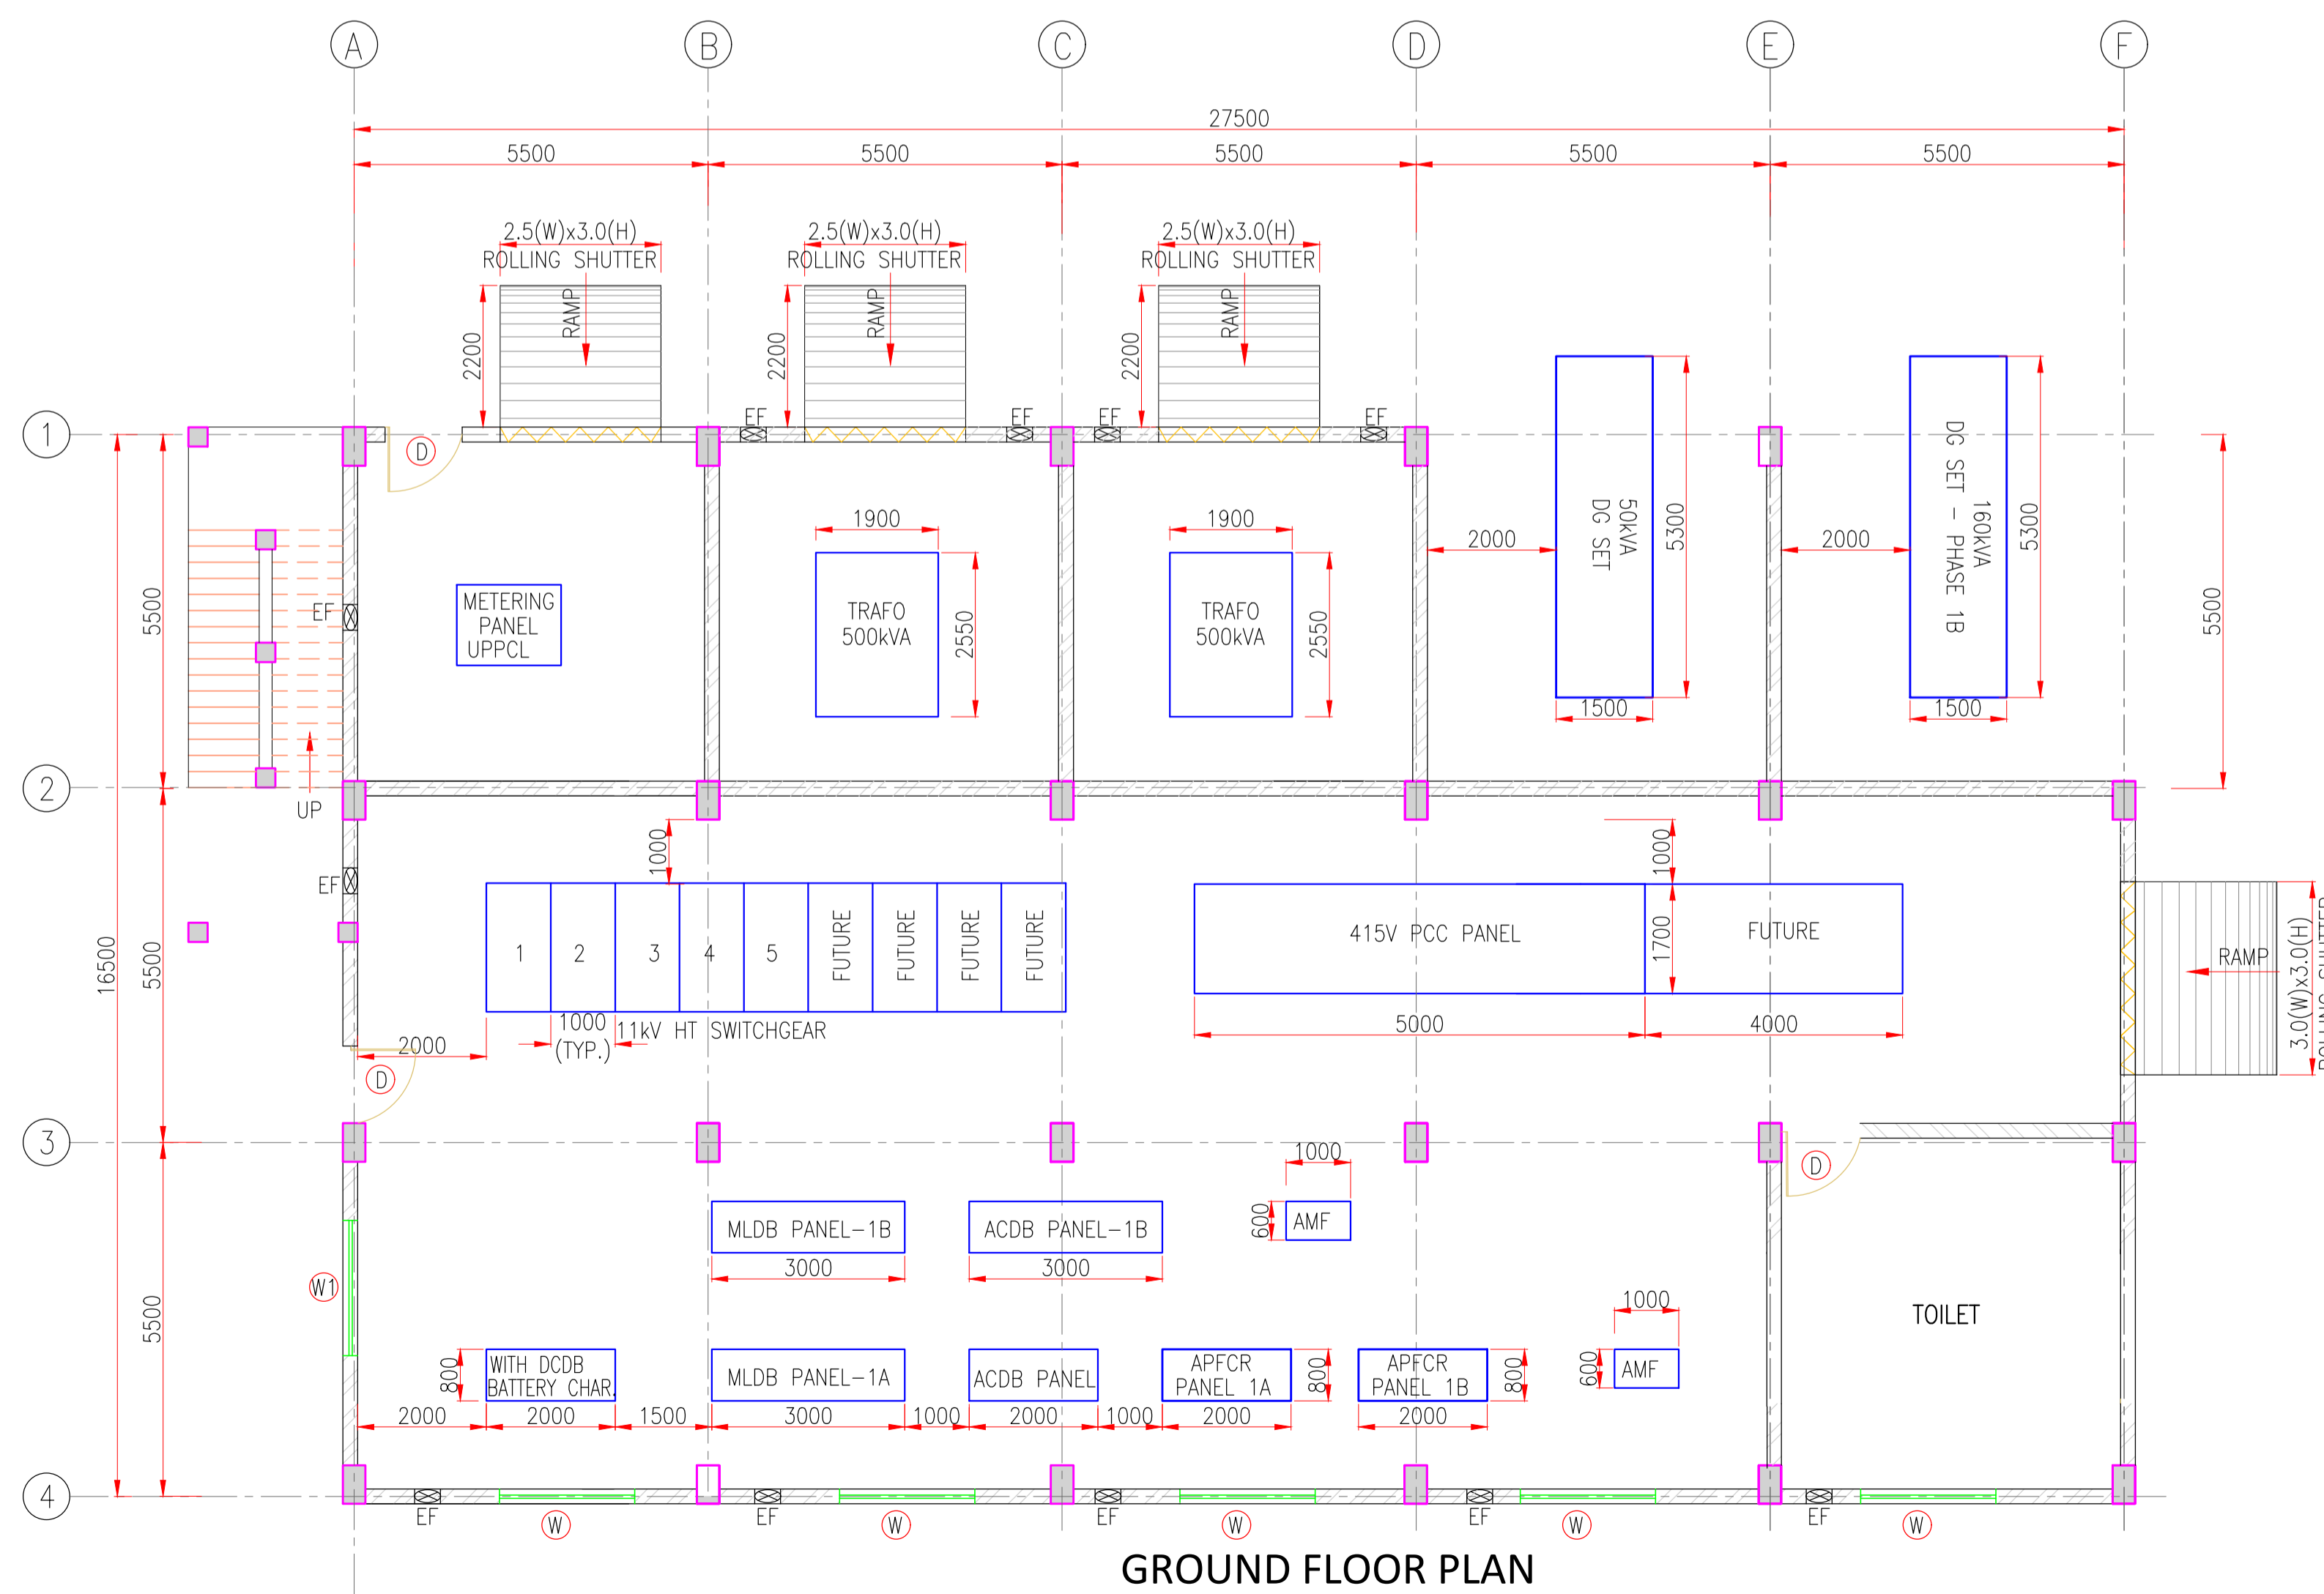 A B C D E F
27500
5500 5500 5500 5500 5500
2.5(W)x3.0(H) 2.5(W)x3.0(H) 2.5(W)x3.0(H)
ROLLING SHUTTER ROLLING SHUTTER ROLLING SHUTTER
RAMP RAMP RAMP
2200 2200 2200
EF EF EF EF
1
D
1900 1900
50kVA
DG SET
5300
160kVA
DG SET - PHASE 1B
5300
2000 2000
5500
5500
EF
METERING
PANEL
UPPCL
TRAFO
500kVA
2550
TRAFO
500kVA
2550
1500 1500
2
UP
1000 1000
EF
16500
5500
1 2 3 4 5 FUTURE FUTURE FUTURE FUTURE
415V PCC PANEL
1700
FUTURE
RAMP
3.0(W)x3.0(H)
ROLLING SHUTTER
1000
(TYP.)
11kV HT SWITCHGEAR
5000 4000
2000
D
3
D
1000
600
AMF
MLDB PANEL-1B
ACDB PANEL-1B
3000 3000
W1
5500
1000
TOILET
800
WITH DCDB
BATTERY CHAR.
MLDB PANEL-1A
ACDB PANEL
APFCR
PANEL 1A
800
APFCR
PANEL 1B
800
600
AMF
2000 2000 1500 3000 1000 2000 1000 2000 2000
4
EF EF EF EF EF
W W W W W
GROUND FLOOR PLAN